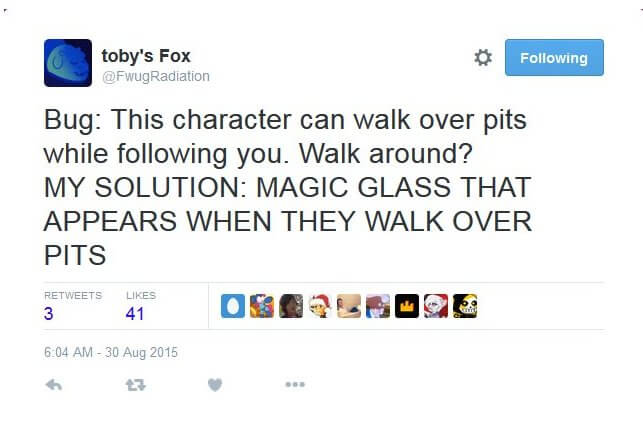 toby's Fox
@FwugRadiation
Following
Bug: This character can walk over pits
while following you. Walk around?
MY SOLUTION: MAGIC GLASS THAT
APPEARS WHEN THEY WALK OVER
PITS
RETWEETS LIKES
3 41
6:04 AM - 30 Aug 2015